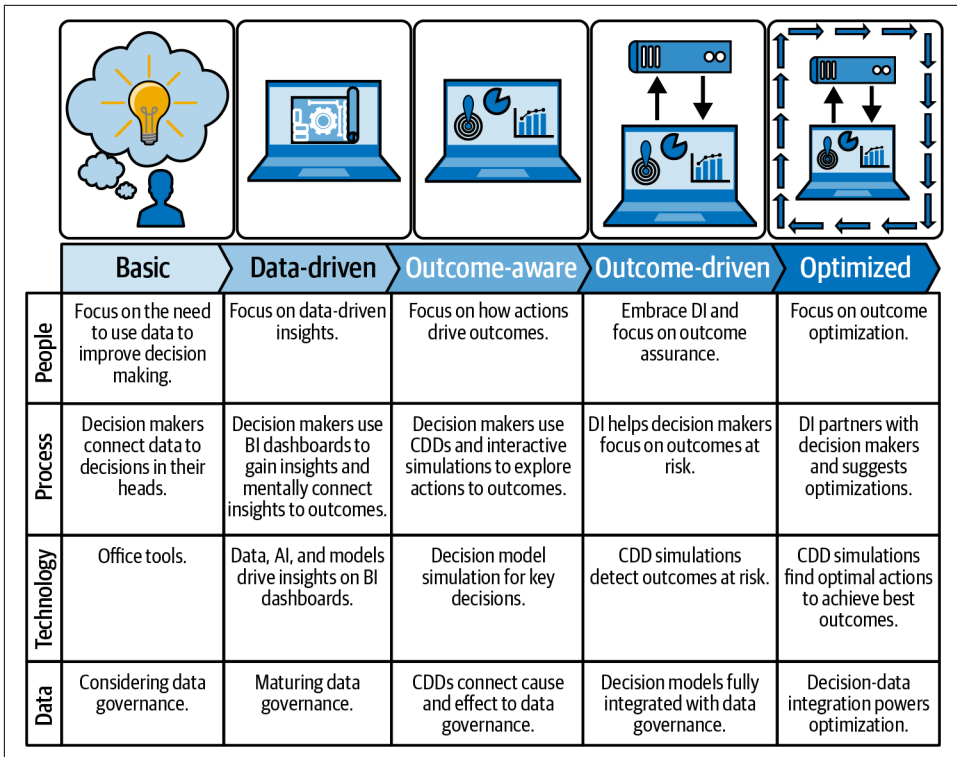 Basic
Data-driven
Outcome-aware
Outcome-driven
Optimized
People
Focus on the need
to use data to
improve decision
making.
Focus on data-driven
insights.
Focus on how actions
drive outcomes.
Embrace DI and
focus on outcome
assurance.
Focus on outcome
optimization.
Process
Decision makers
connect data to
decisions in their
heads.
Decision makers use
BI dashboards to
gain insights and
mentally connect
insights to outcomes.
Decision makers use
CDDs and interactive
simulations to explore
actions to outcomes.
DI helps decision makers
focus on outcomes at
risk.
DI partners with
decision makers
and suggests
optimizations.
Technology
Office tools.
Data, AI, and models
drive insights on BI
dashboards.
Decision model
simulation for key
decisions.
CDD simulations
detect outcomes at risk.
CDD simulations
find optimal actions
to achieve best
outcomes.
Data
Considering data
governance.
Maturing data
governance.
CDDs connect cause
and effect to data
governance.
Decision models fully
integrated with data
governance.
Decision-data
integration powers
optimization.